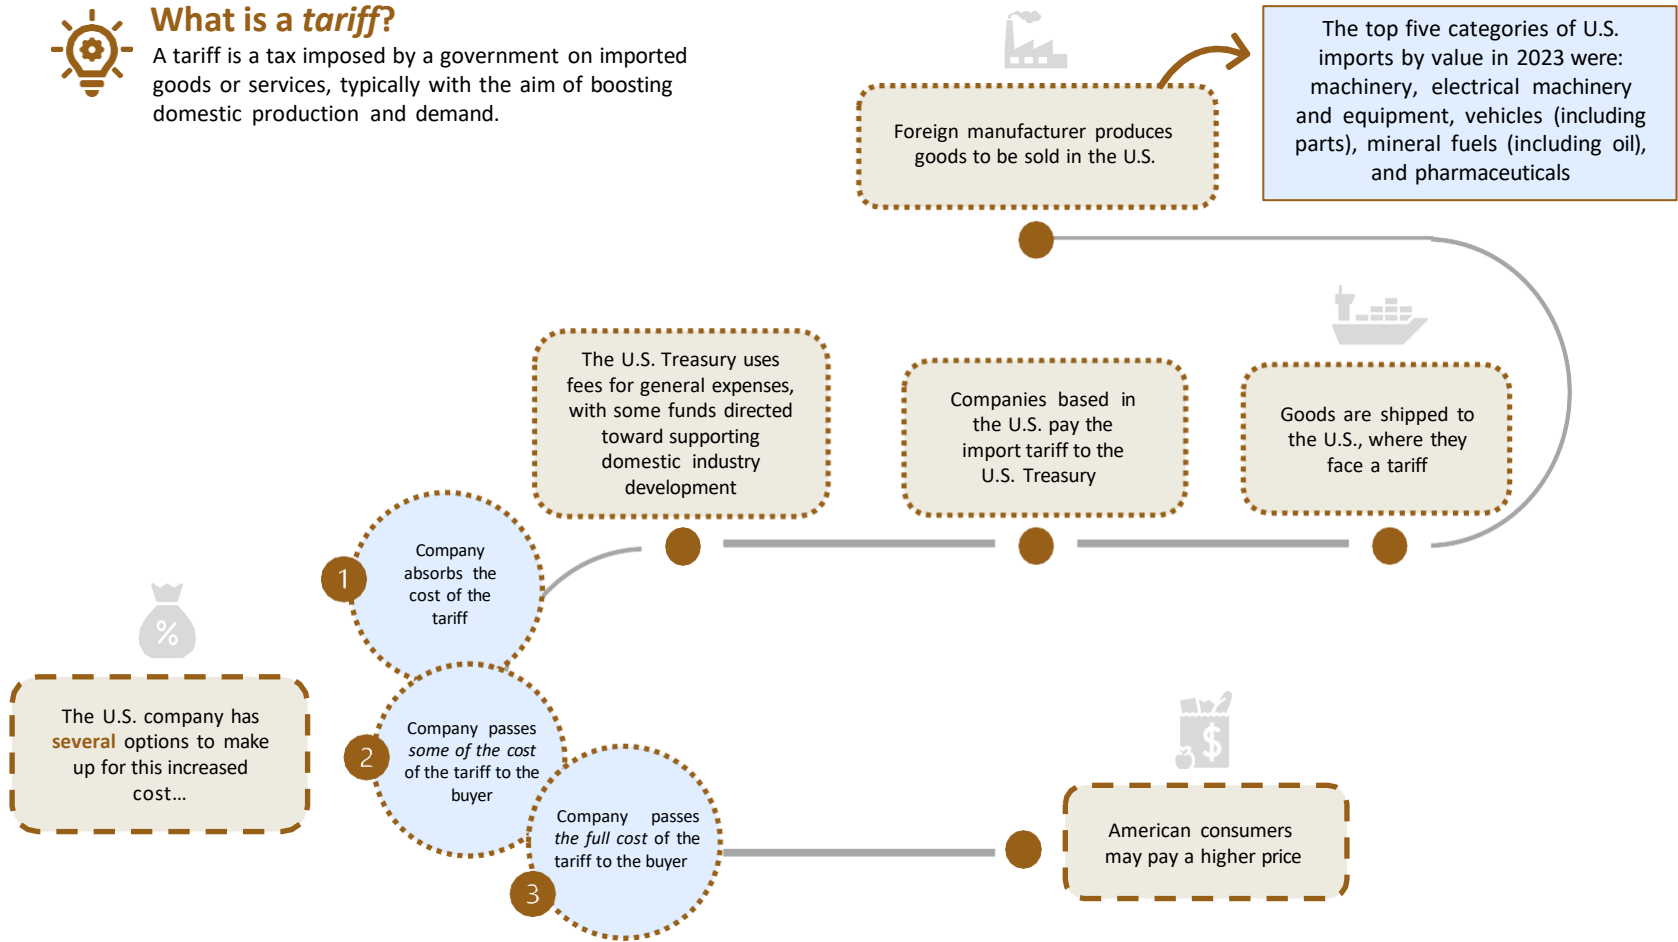 What is a tariff?
A tariff is a tax imposed by a government on imported
goods or services, typically with the aim of boosting
domestic production and demand.
Foreign manufacturer produces
goods to be sold in the U.S.
The top five categories of U.S.
imports by value in 2023 were:
machinery, electrical machinery
and equipment, vehicles (including
parts), mineral fuels (including oil),
and pharmaceuticals
Goods are shipped to
the U.S., where they
face a tariff
Companies based in
the U.S. pay the
import tariff to the
U.S. Treasury
The U.S. Treasury uses
fees for general expenses,
with some funds directed
toward supporting
domestic industry
development
%
The U.S. company has
several options to make
up for this increased
cost…
1
Company
absorbs the
cost of the
tariff
2
Company passes
some of the cost
of the tariff to the
buyer
3
Company passes
the full cost of the
tariff to the buyer
$
American consumers
may pay a higher price